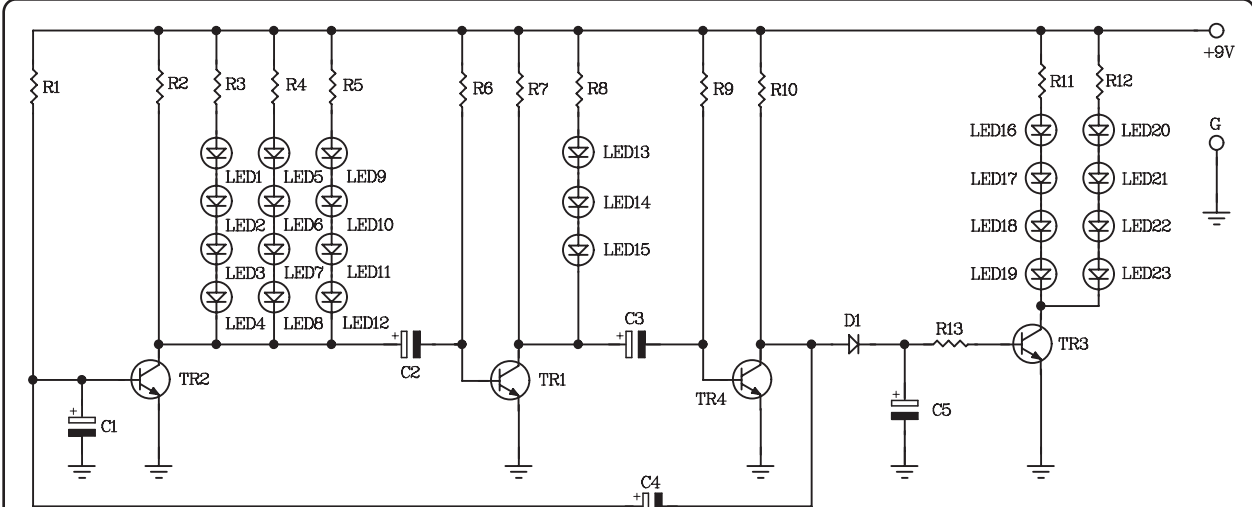 +9V
R1
R2
R3
R4
R5
R6
R7
R8
R9
R10
R11
R12
G
LED16
LED20
LED13
LED1
LED5
LED9
LED17
LED21
LED14
LED2
LED6
LED10
LED18
LED22
LED15
LED3
LED7
LED11
LED19
LED23
LED4
LED8
LED12
+
C2
+
C3
D1
R13
TR3
TR2
TR1
TR4
+
C1
+
C5
+
C4